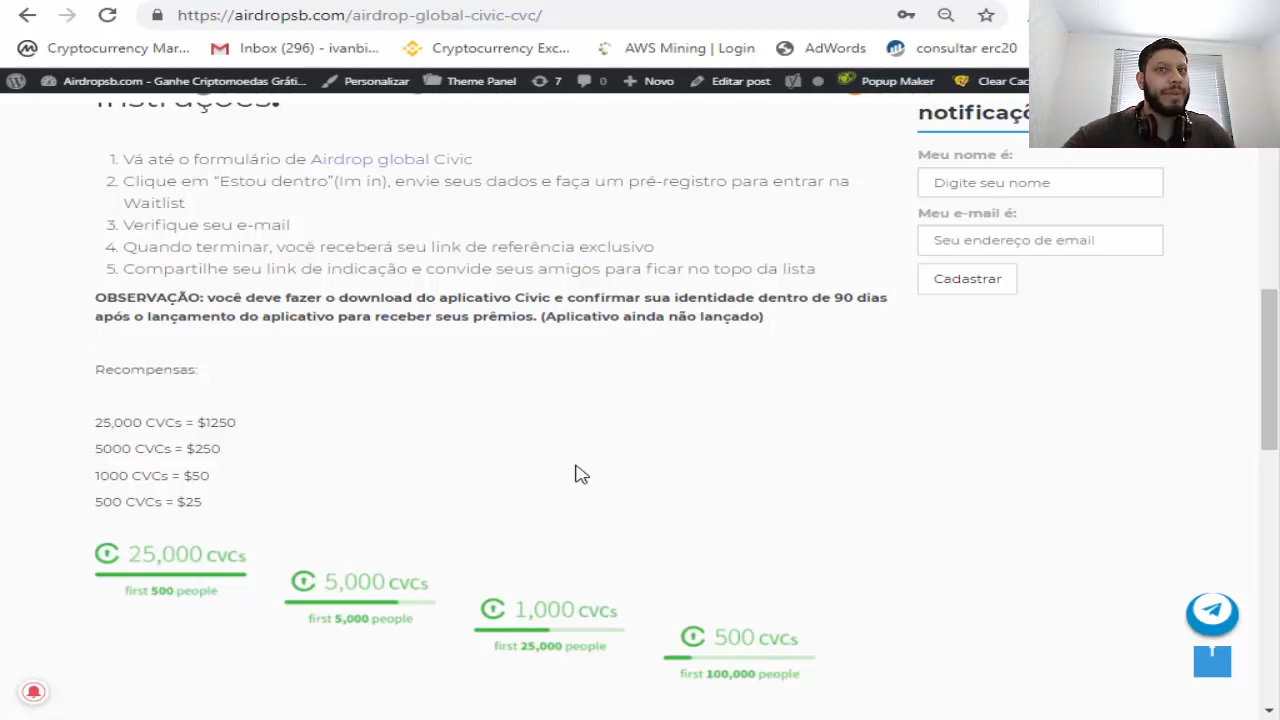 https://airdropsb.com/airdrop-global-civic-cvc/
Cryptocurrency Mar...
Inbox (296) - ivanbi...
Cryptocurrency Exc...
AWS Mining | Login
AdWords
consultar erc20
Airdropsb.com - Ganhe Criptomoedas Gráti...
Personalizar
Theme Panel
7
0
Novo
Editar post
Popup Maker
Clear Cac
Instruções:
1. Vá até o formulário de Airdrop global Civic
2. Clique em “Estou dentro”(Im in), envie seus dados e faça um pré-registro para entrar na
Waitlist
3. Verifique seu e-mail
4. Quando terminar, você receberá seu link de referência exclusivo
5. Compartilhe seu link de indicação e convide seus amigos para ficar no topo da lista
OBSERVAÇÃO: você deve fazer o download do aplicativo Civic e confirmar sua identidade dentro de 90 dias
após o lançamento do aplicativo para receber seus prêmios. (Aplicativo ainda não lançado)
Recompensas:
25,000 CVCs = $1250
5000 CVCs = $250
1000 CVCs = $50
500 CVCs = $25
25,000 CVCs
first 500 people
5,000 CVCs
first 5,000 people
1,000 CVCs
first 25,000 people
500 CVCs
first 100,000 people
notificaçõ
Meu nome é:
Digite seu nome
Meu e-mail é:
Seu endereço de email
Cadastrar